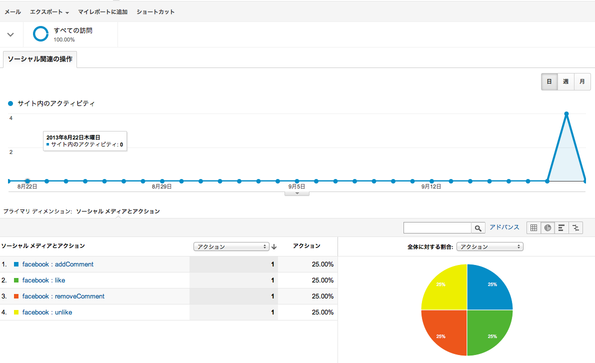 メール エクスポート マイレポートに追加 ショートカット
すべての訪問
100.00%
ソーシャル関連の操作
日 週 月
サイト内のアクティビティ
4
2013年8月22日木曜日
サイト内のアクティビティ: 0
2
8月22日 8月29日 9月5日 9月12日
プライマリ ディメンション: ソーシャル メディアとアクション
アドバンス
ソーシャル メディアとアクション アクション アクション 全体に対する割合: アクション
1. facebook : addComment 1 25.00%
2. facebook : like 1 25.00%
3. facebook : removeComment 1 25.00%
4. facebook : unlike 1 25.00%
25% 25%
25% 25%